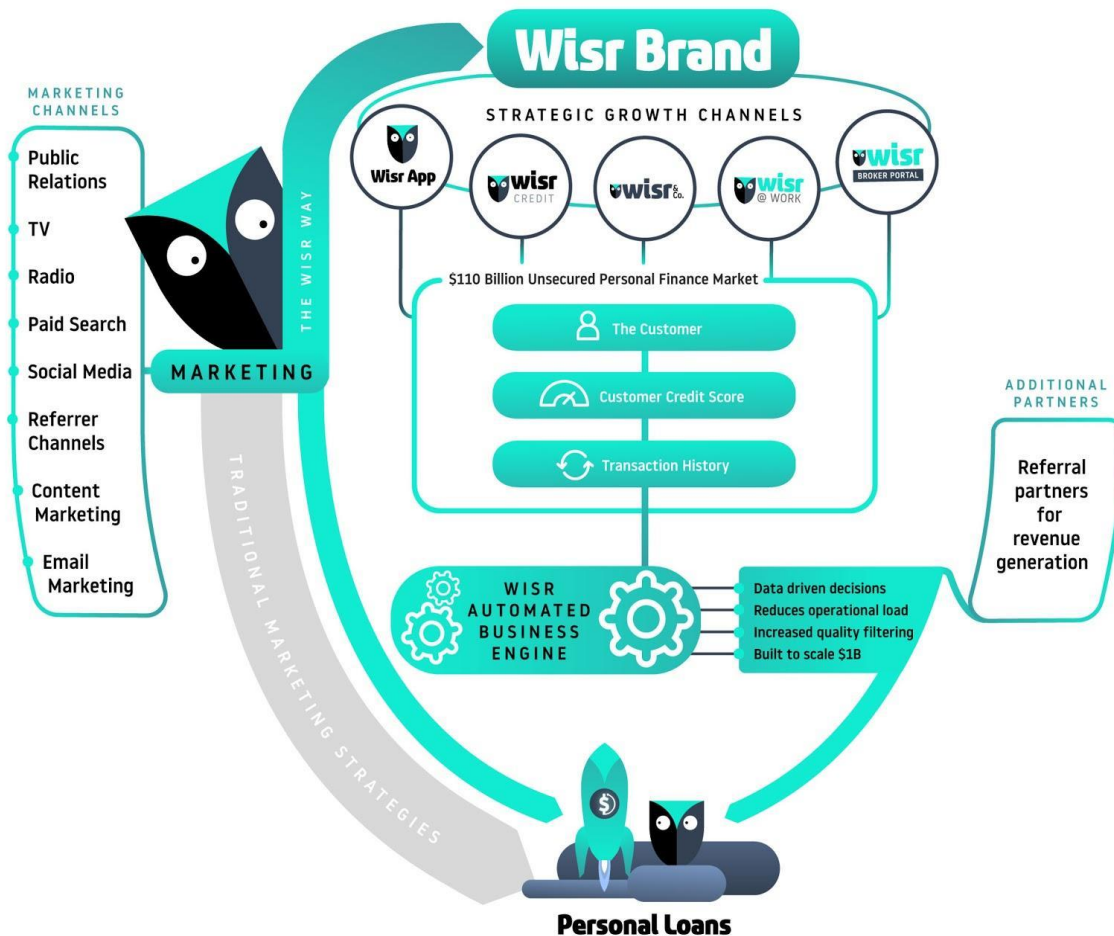 Wisr Brand
STRATEGIC GROWTH CHANNELS
Wisr App
wisr
CREDIT
wisr & Co.
wisr
@ WORK
wisr
BROKER PORTAL
MARKETING
CHANNELS
Public
Relations
TV
Radio
Paid Search
Social Media
Referrer
Channels
Content
Marketing
Email
Marketing
MARKETING
THE WISR WAY
TRADITIONAL MARKETING STRATEGIES
$110 Billion Unsecured Personal Finance Market
The Customer
Customer Credit Score
Transaction History
WISR
AUTOMATED
BUSINESS
ENGINE
Data driven decisions
Reduces operational load
Increased quality filtering
Built to scale $1B
ADDITIONAL
PARTNERS
Referral
partners
for
revenue
generation
$
Personal Loans